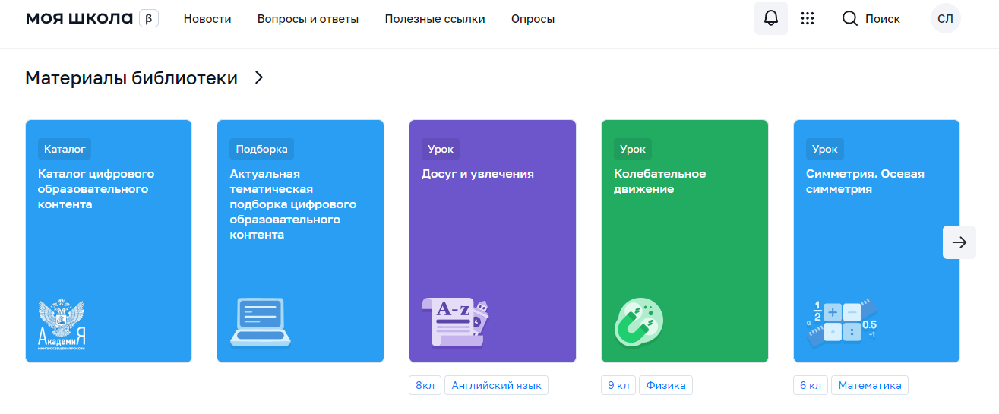 моя школа β Новости Вопросы и ответы Полезные ссылки Опросы Поиск СЛ
Материалы библиотеки
Каталог
Каталог цифрового
образовательного
контента
АкадемиЯ
МИНПРОСВЕЩЕНИЯ РОССИИ
Подборка
Актуальная
тематическая
подборка цифрового
образовательного
контента
Урок
Досуг и увлечения
A-z
8кл Английский язык
Урок
Колебательное
движение
9 кл Физика
Урок
Симметрия. Осевая
симметрия
1/2
+ −
α
0.5
-1
6 кл Математика